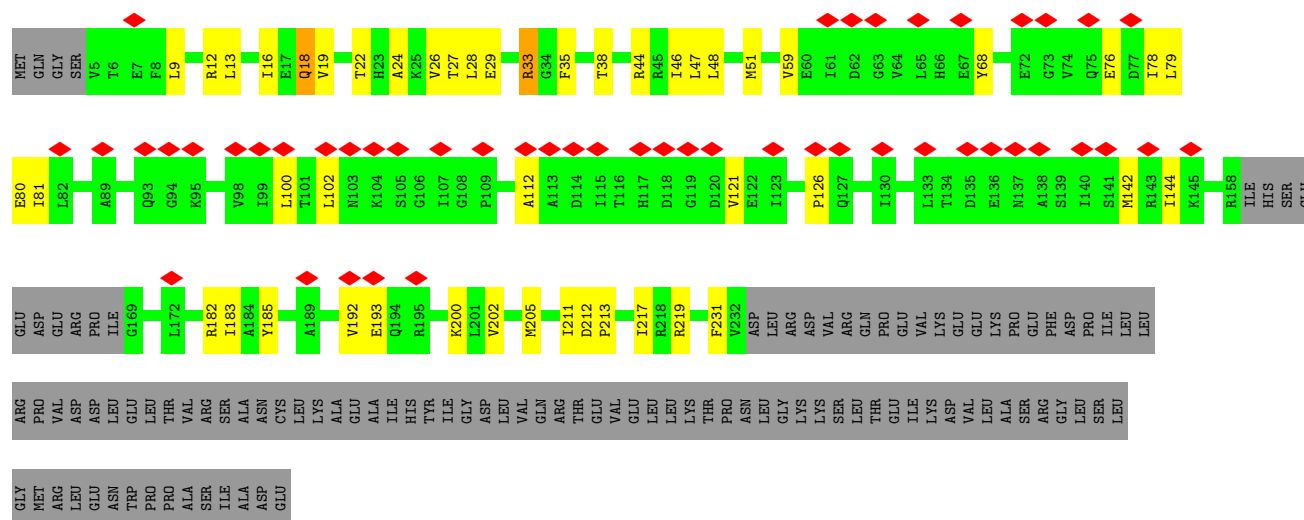 MET GLN GLY SER V5 T6 E7 F8 L9 R12 L13 I16 E17 Q18 V19 T22 H23 A24 K25 V26 T27 L28 E29 R33 G34 F35 T38 R44 R45 I46 L47 L48 M51 V59 E60 I61 D62 G63 V64 L65 H66 E67 Y68 E72 G73 V74 Q75 E76 D77 I78 L79
E80 I81 L82 A89 Q93 G94 K95 V98 I99 L100 T101 L102 N103 K104 S105 G106 I107 G108 P109 A112 A113 D114 I115 T116 H117 D118 G119 D120 V121 E122 I123 P126 Q127 I130 L133 T134 D135 E136 N137 A138 S139 I140 S141 M142 R143 I144 K145 R158 ILE HIS SER GLU
GLU ASP GLU ARG PRO ILE G169 L172 R182 I183 A184 Y185 A189 V192 E193 Q194 R195 K200 L201 V202 M205 I211 D212 P213 I217 R218 R219 F231 V232 ASP LEU ARG ASP VAL ARG GLN PRO GLU VAL LYS GLU GLU LYS PRO GLU PHE ASP PRO ILE LEU LEU
ARG PRO VAL ASP ASP LEU GLU LEU THR VAL ARG SER ALA ASN CYS LEU LYS ALA GLU ALA ILE HIS TYR ILE GLY ASP LEU VAL GLN ARG THR GLU VAL GLU LEU LEU LYS THR PRO ASN LEU GLY LYS LYS SER LEU THR GLU ILE LYS ASP VAL LEU ALA SER ARG GLY LEU SER LEU
GLY MET ARG LEU GLU ASN TRP PRO PRO ALA SER ILE ALA ASP GLU